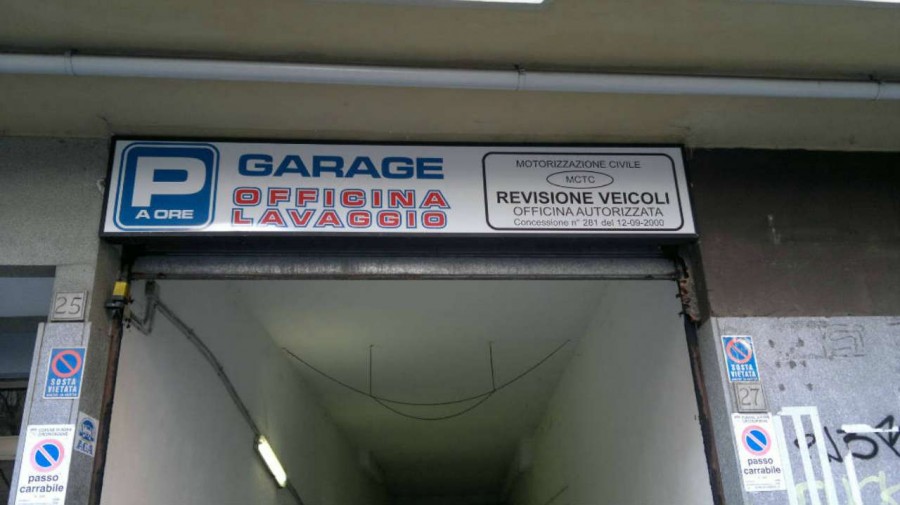 P
A ORE
GARAGE
OFFICINA
LAVAGGIO
MOTORIZZAZIONE CIVILE
MCTC
REVISIONE VEICOLI
OFFICINA AUTORIZZATA
Concessione n° 281 del 12-09-2000
25
SOSTA
VIETATA
passo
carrabile
SOSTA
VIETATA
27
passo
carrabile